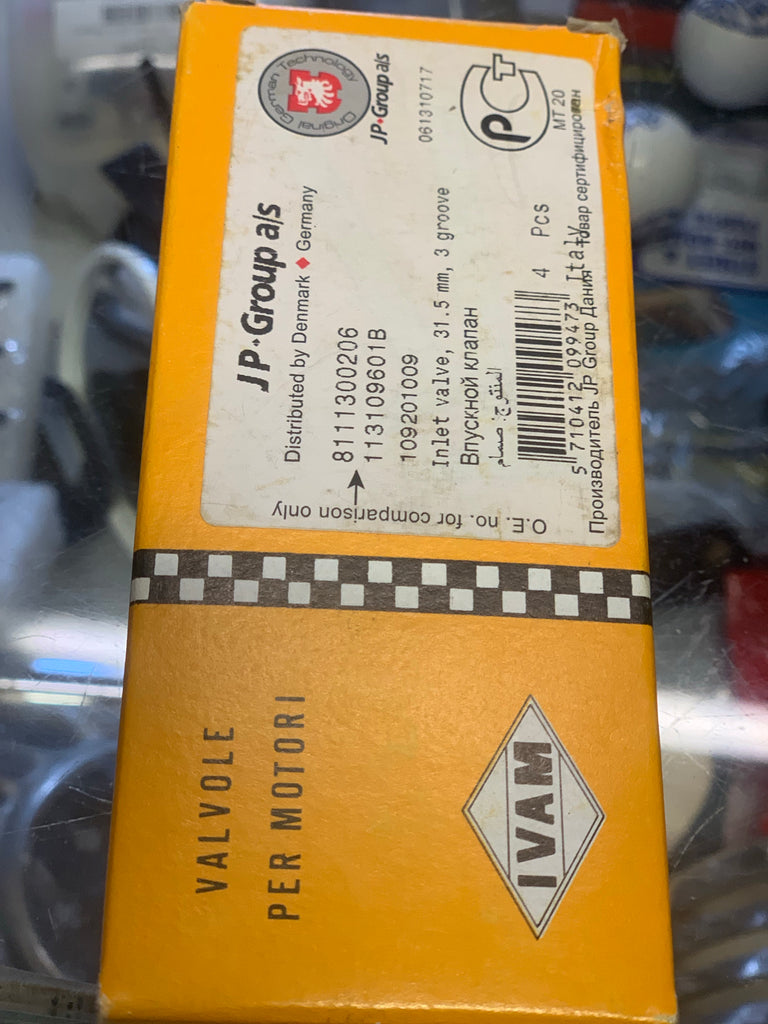 Original German Technology
JP•Group a/s
061310717
РСТ
МТ 20
JP•Group a/s
Distributed by Denmark ♦ Germany
8111300206
113109601B
109201009
Inlet valve, 31.5 mm, 3 groove
Впускной клапан
المنتوج: صمام
4 Pcs
5 710412 099473
Italy
Производитель JP Group Дания товар сертифицирован
O.E. no. for comparison only
VALVOLE
PER MOTORI
IVAM